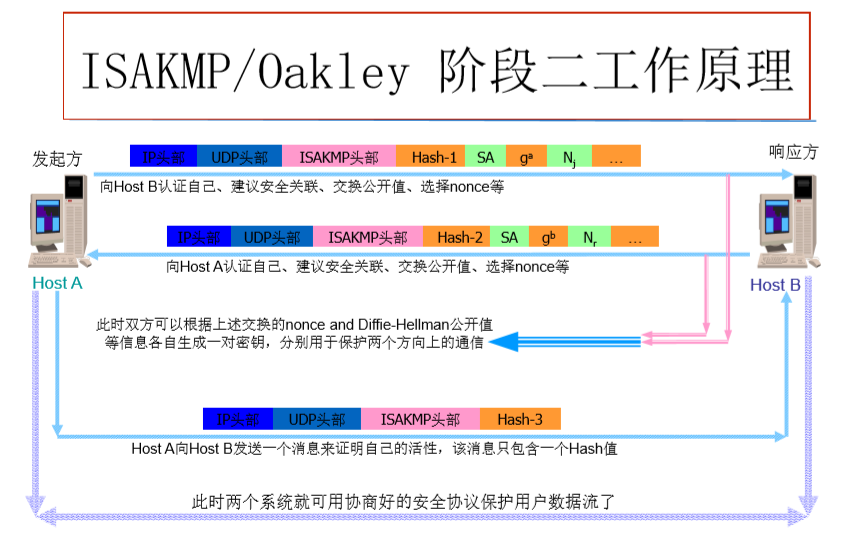 ISAKMP/Oakley 阶段二工作原理
发起方
响应方
IP头部 UDP头部 ISAKMP头部 Hash-1 SA gᵃ Nj ...
向Host B认证自己、建议安全关联、交换公开值、选择nonce等
IP头部 UDP头部 ISAKMP头部 Hash-2 SA gᵇ Nr ...
向Host A认证自己、建议安全关联、交换公开值、选择nonce等
Host A
Host B
此时双方可以根据上述交换的nonce and Diffie-Hellman公开值
等信息各自生成一对密钥，分别用于保护两个方向上的通信
IP头部 UDP头部 ISAKMP头部 Hash-3
Host A向Host B发送一个消息来证明自己的活性，该消息只包含一个Hash值
此时两个系统就可用协商好的安全协议保护用户数据流了